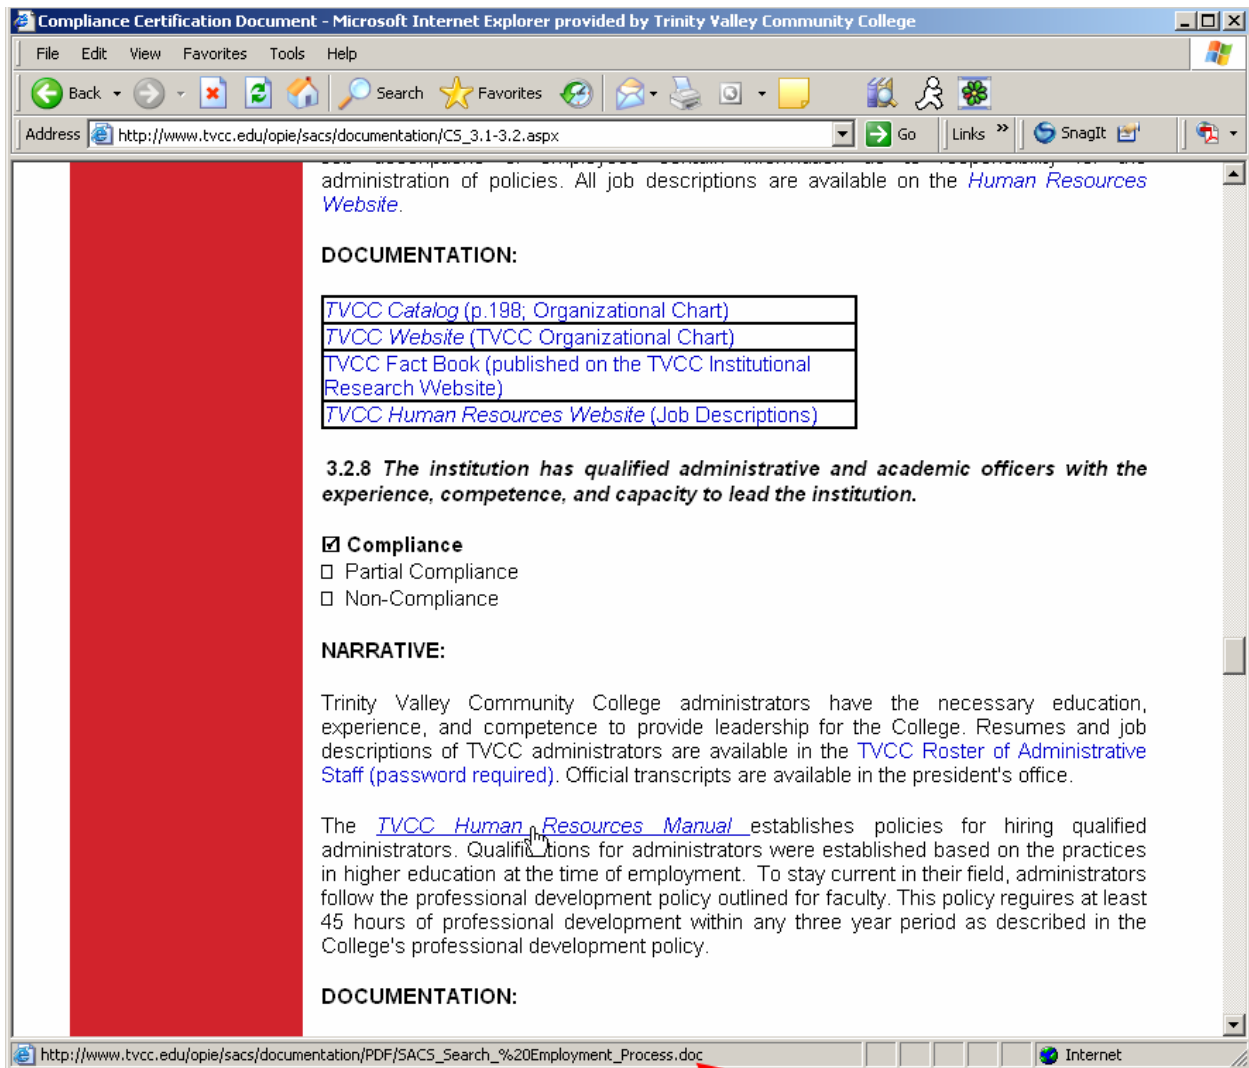 Compliance Certification Document - Microsoft Internet Explorer provided by Trinity Valley Community College
File Edit View Favorites Tools Help
Back Search Favorites
Address http://www.tvcc.edu/opie/sacs/documentation/CS_3.1-3.2.aspx Go Links » SnagIt
job descriptions of employees contain information as to responsibility for the
administration of policies. All job descriptions are available on the Human Resources
Website.
DOCUMENTATION:
TVCC Catalog (p.198; Organizational Chart)
TVCC Website (TVCC Organizational Chart)
TVCC Fact Book (published on the TVCC Institutional
Research Website)
TVCC Human Resources Website (Job Descriptions)
3.2.8 The institution has qualified administrative and academic officers with the
experience, competence, and capacity to lead the institution.
☑ Compliance
□ Partial Compliance
□ Non-Compliance
NARRATIVE:
Trinity Valley Community College administrators have the necessary education,
experience, and competence to provide leadership for the College. Resumes and job
descriptions of TVCC administrators are available in the TVCC Roster of Administrative
Staff (password required). Official transcripts are available in the president's office.
The TVCC Human Resources Manual establishes policies for hiring qualified
administrators. Qualifications for administrators were established based on the practices
in higher education at the time of employment. To stay current in their field, administrators
follow the professional development policy outlined for faculty. This policy reguires at least
45 hours of professional development within any three year period as described in the
College's professional development policy.
DOCUMENTATION:
http://www.tvcc.edu/opie/sacs/documentation/PDF/SACS_Search_%20Employment_Process.doc Internet